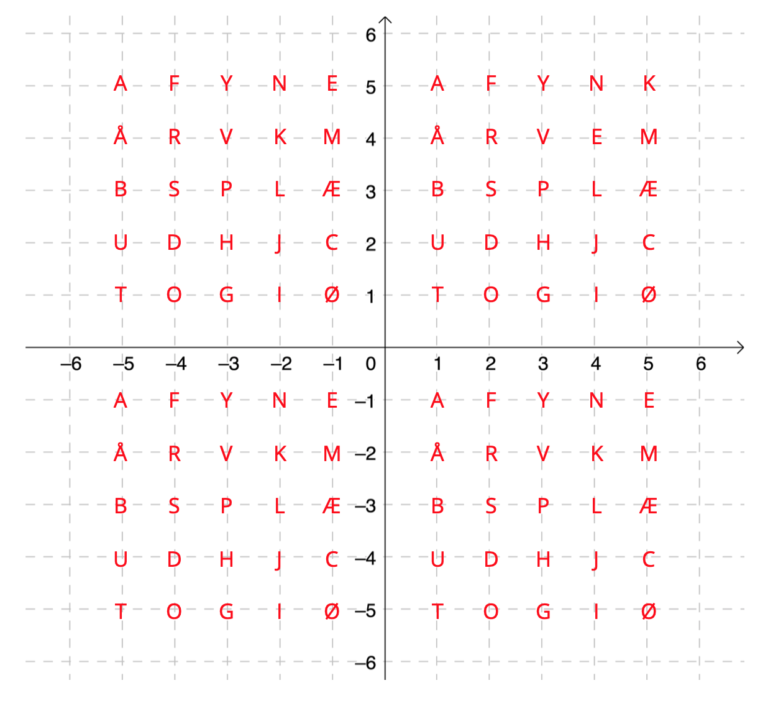 6
A F Y N E 5 A F Y N K
Å R V K M 4 Å R V E M
B S P L Æ 3 B S P L Æ
U D H J C 2 U D H J C
T O G I Ø 1 T O G I Ø
–6 –5 –4 –3 –2 –1 0 1 2 3 4 5 6
A F Y N E –1 A F Y N E
Å R V K M –2 Å R V K M
B S P L Æ –3 B S P L Æ
U D H J C –4 U D H J C
T O G I Ø –5 T O G I Ø
–6